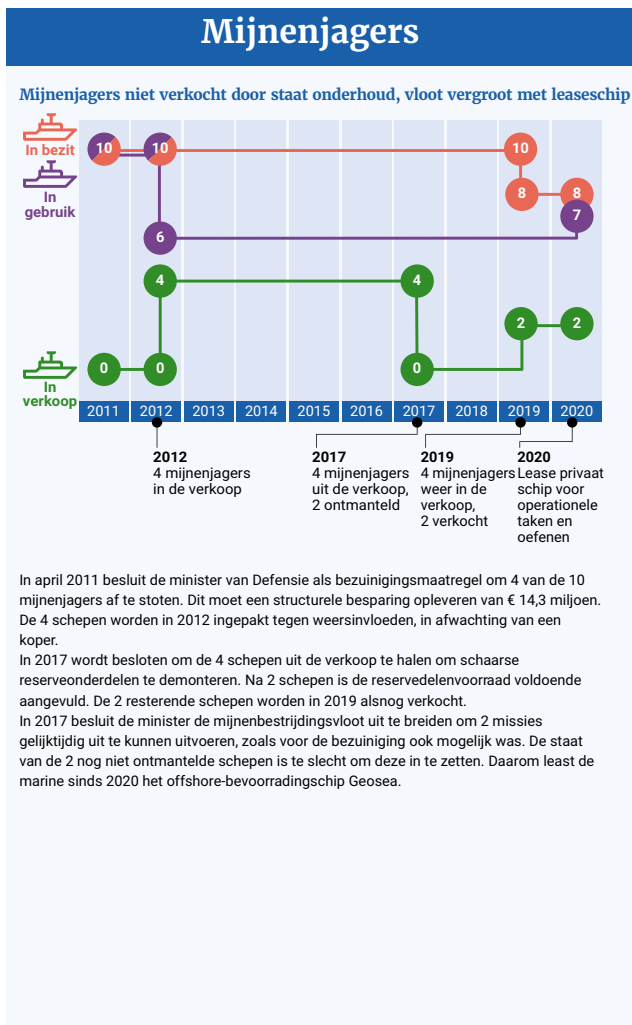 Mijnenjagers
Mijnenjagers niet verkocht door staat onderhoud, vloot vergroot met leaseschip
In bezit
10
10
10
8
8
In
gebruik
7
6
4
4
2
2
0
0
0
In
verkoop
2011 2012 2013 2014 2015 2016 2017 2018 2019 2020
2012
4 mijnenjagers
in de verkoop
2017
4 mijnenjagers
uit de verkoop,
2 ontmanteld
2019
4 mijnenjagers
weer in de
verkoop,
2 verkocht
2020
Lease privaat
schip voor
operationele
taken en
oefenen
In april 2011 besluit de minister van Defensie als bezuinigingsmaatregel om 4 van de 10
mijnenjagers af te stoten. Dit moet een structurele besparing opleveren van € 14,3 miljoen.
De 4 schepen worden in 2012 ingepakt tegen weersinvloeden, in afwachting van een
koper.
In 2017 wordt besloten om de 4 schepen uit de verkoop te halen om schaarse
reserveonderdelen te demonteren. Na 2 schepen is de reservedelenvoorraad voldoende
aangevuld. De 2 resterende schepen worden in 2019 alsnog verkocht.
In 2017 besluit de minister de mijnenbestrijdingsvloot uit te breiden om 2 missies
gelijktijdig uit te kunnen uitvoeren, zoals voor de bezuiniging ook mogelijk was. De staat
van de 2 nog niet ontmantelde schepen is te slecht om deze in te zetten. Daarom least de
marine sinds 2020 het offshore-bevoorradingschip Geosea.